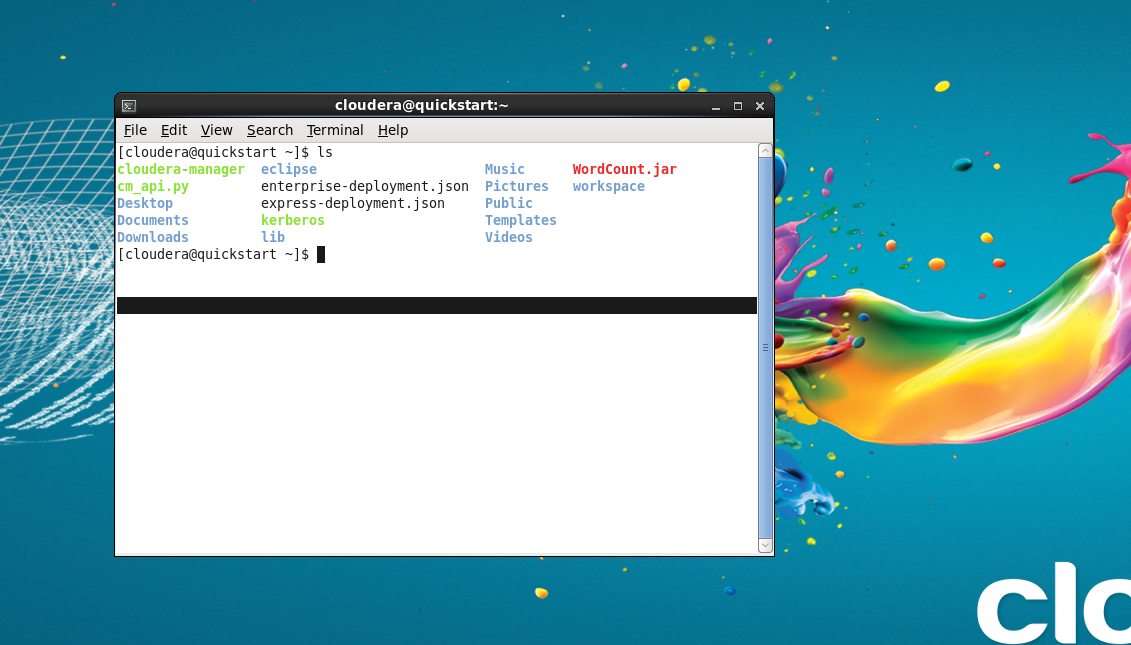 cloudera@quickstart:~
File Edit View Search Terminal Help
[cloudera@quickstart ~]$ ls
cloudera-manager eclipse Music WordCount.jar
cm_api.py enterprise-deployment.json Pictures workspace
Desktop express-deployment.json Public
Documents kerberos Templates
Downloads lib Videos
[cloudera@quickstart ~]$
clo